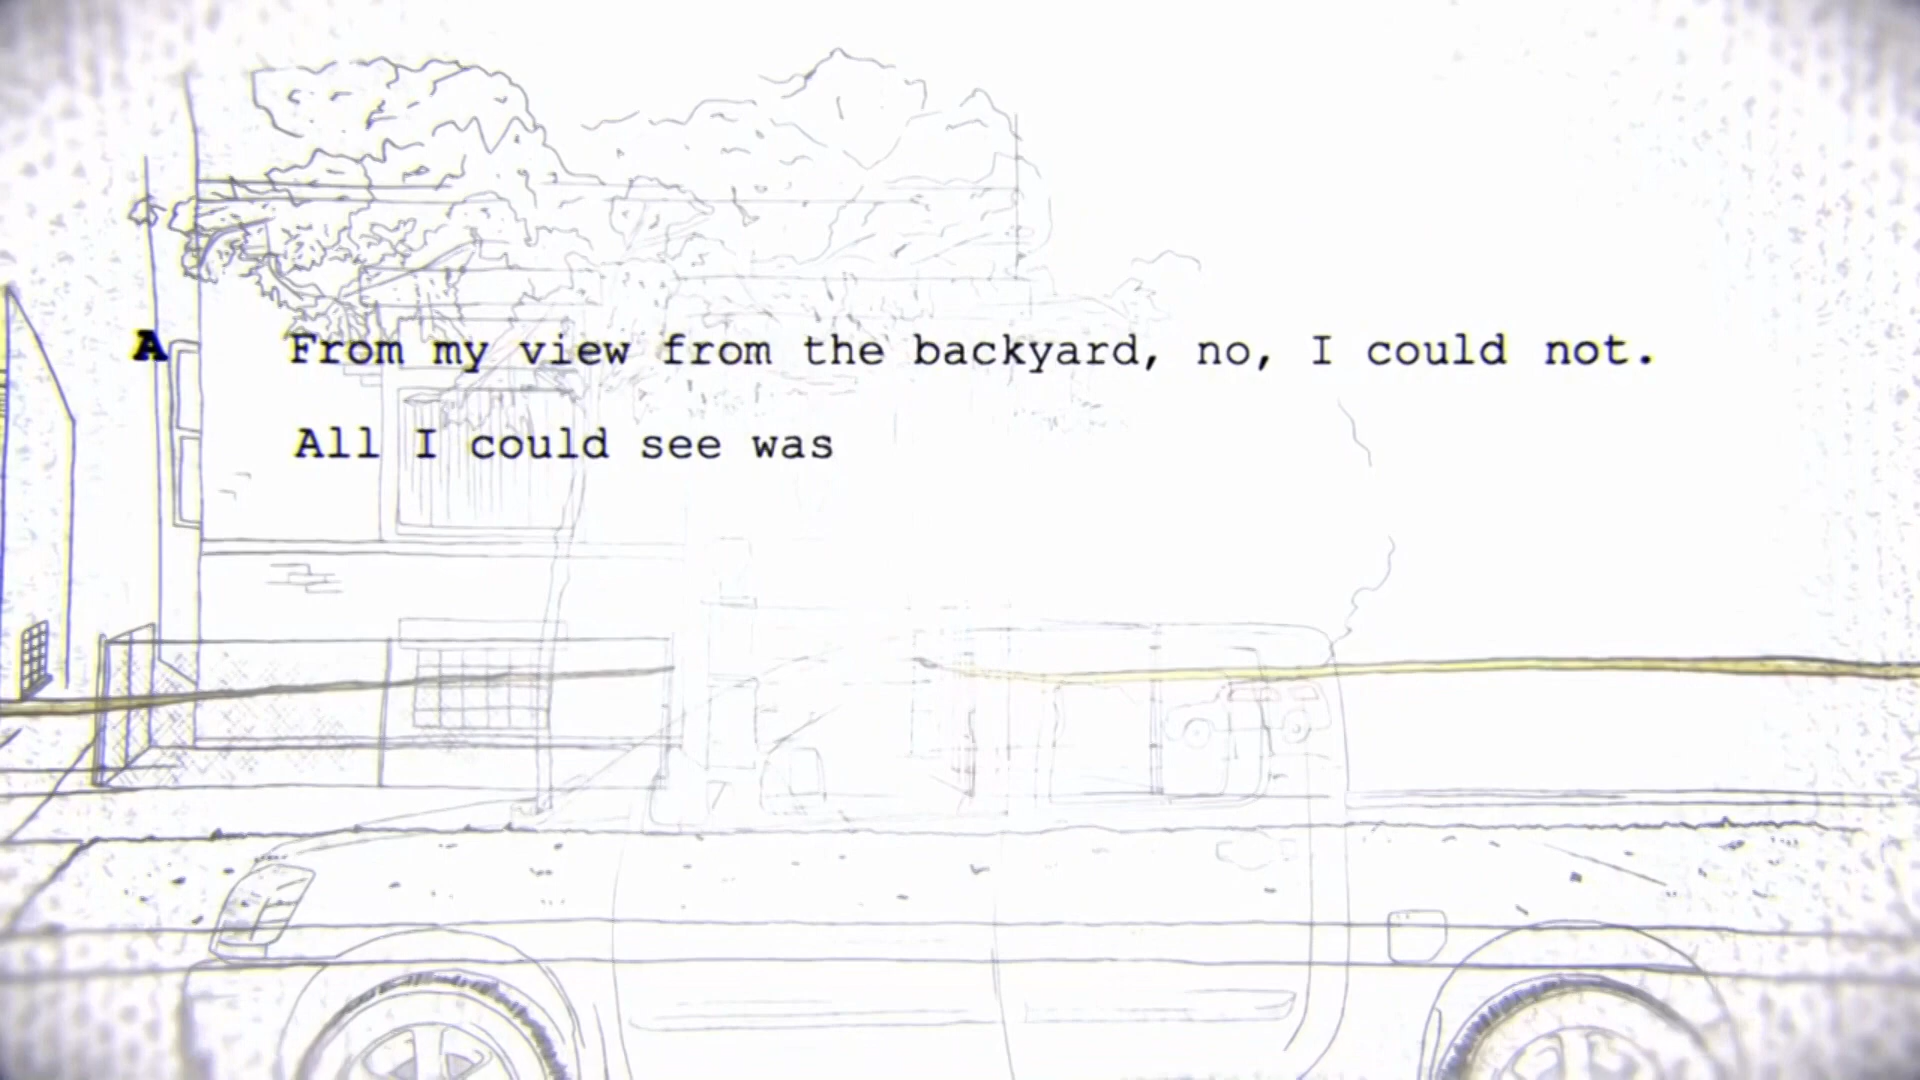 A From my view from the backyard, no, I could not.
All I could see was